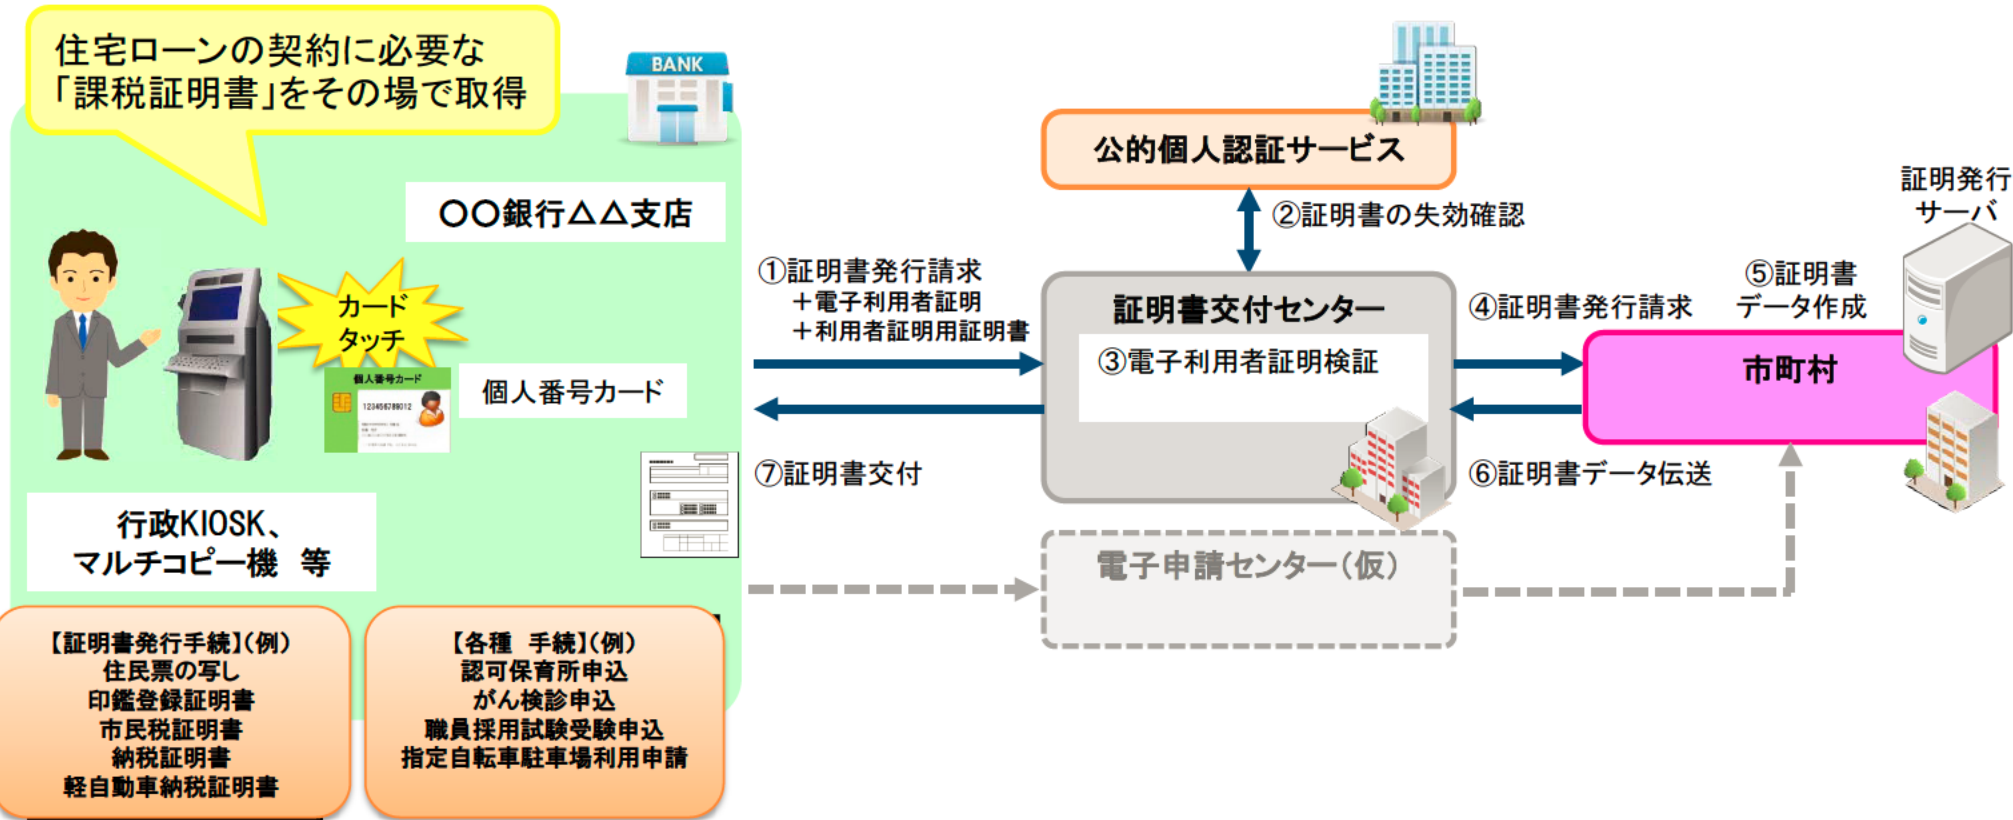 住宅ローンの契約に必要な
「課税証明書」をその場で取得
BANK
〇〇銀行△△支店
カード
タッチ
個人番号カード
123456789012
個人番号カード
行政KIOSK、
マルチコピー機 等
【証明書発行手続】(例)
住民票の写し
印鑑登録証明書
市民税証明書
納税証明書
軽自動車納税証明書
【各種 手続】(例)
認可保育所申込
がん検診申込
職員採用試験受験申込
指定自転車駐車場利用申請
①証明書発行請求
+電子利用者証明
+利用者証明用証明書
⑦証明書交付
公的個人認証サービス
②証明書の失効確認
証明書交付センター
③電子利用者証明検証
電子申請センター(仮)
④証明書発行請求
⑥証明書データ伝送
⑤証明書
データ作成
証明発行
サーバ
市町村